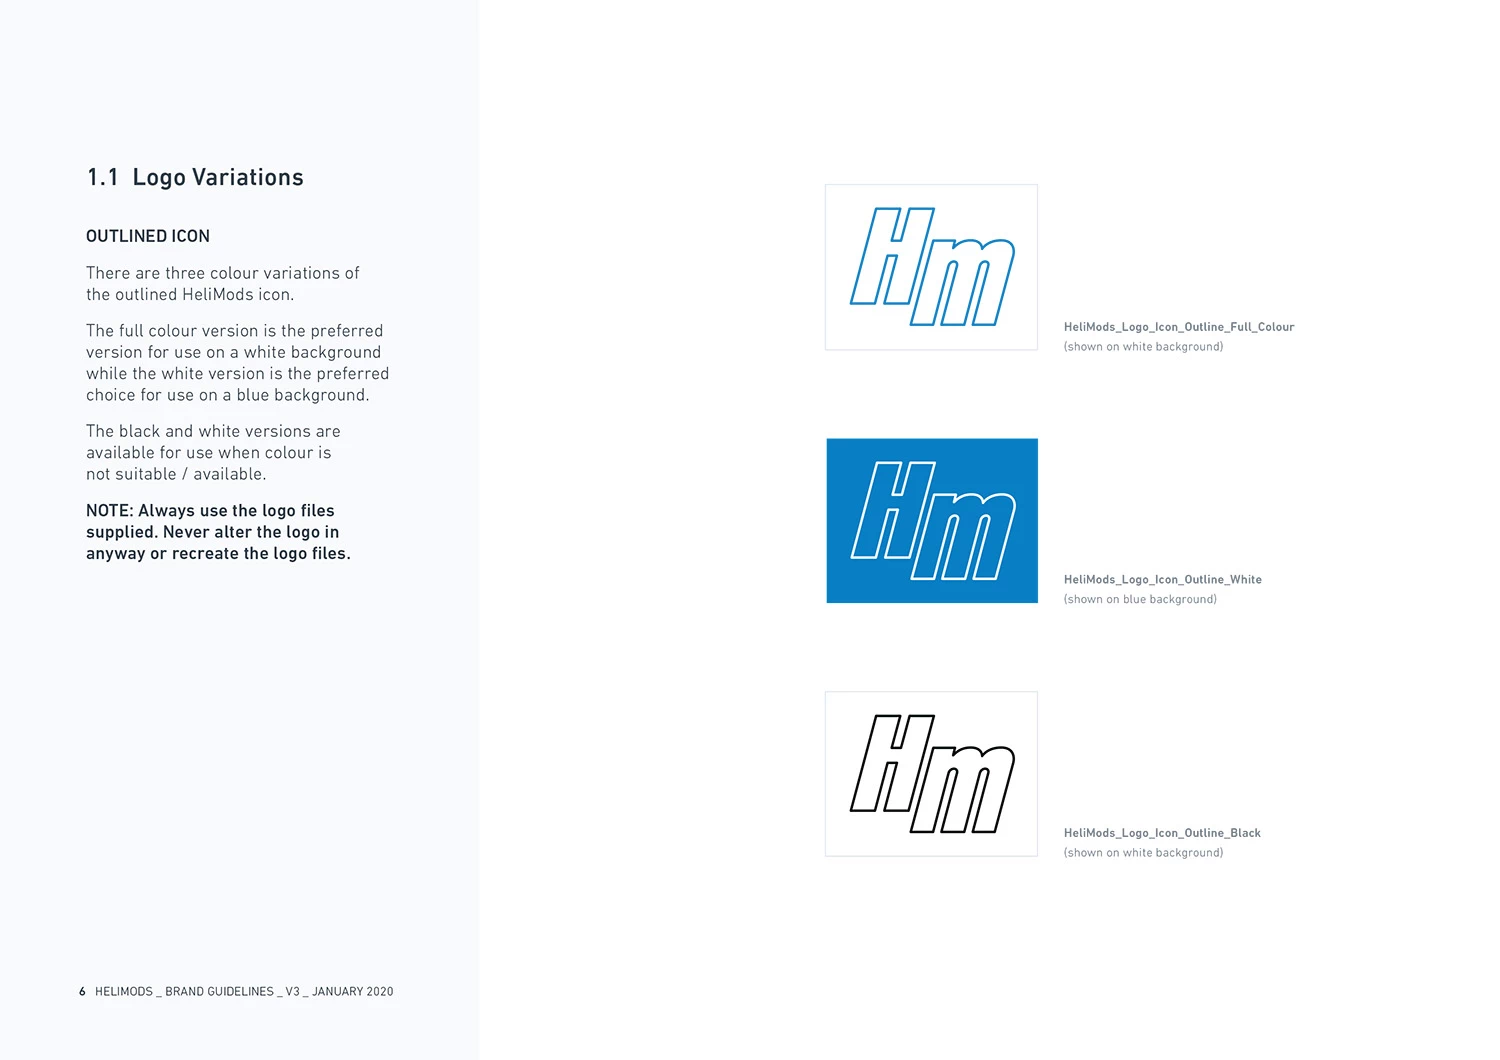 1.1 Logo Variations
OUTLINED ICON
There are three colour variations of
the outlined HeliMods icon.
The full colour version is the preferred
version for use on a white background
while the white version is the preferred
choice for use on a blue background.
The black and white versions are
available for use when colour is
not suitable / available.
NOTE: Always use the logo files
supplied. Never alter the logo in
anyway or recreate the logo files.
Hm
HeliMods_Logo_Icon_Outline_Full_Colour
(shown on white background)
Hm
HeliMods_Logo_Icon_Outline_White
(shown on blue background)
Hm
HeliMods_Logo_Icon_Outline_Black
(shown on white background)
6 HELIMODS _ BRAND GUIDELINES _ V3 _ JANUARY 2020